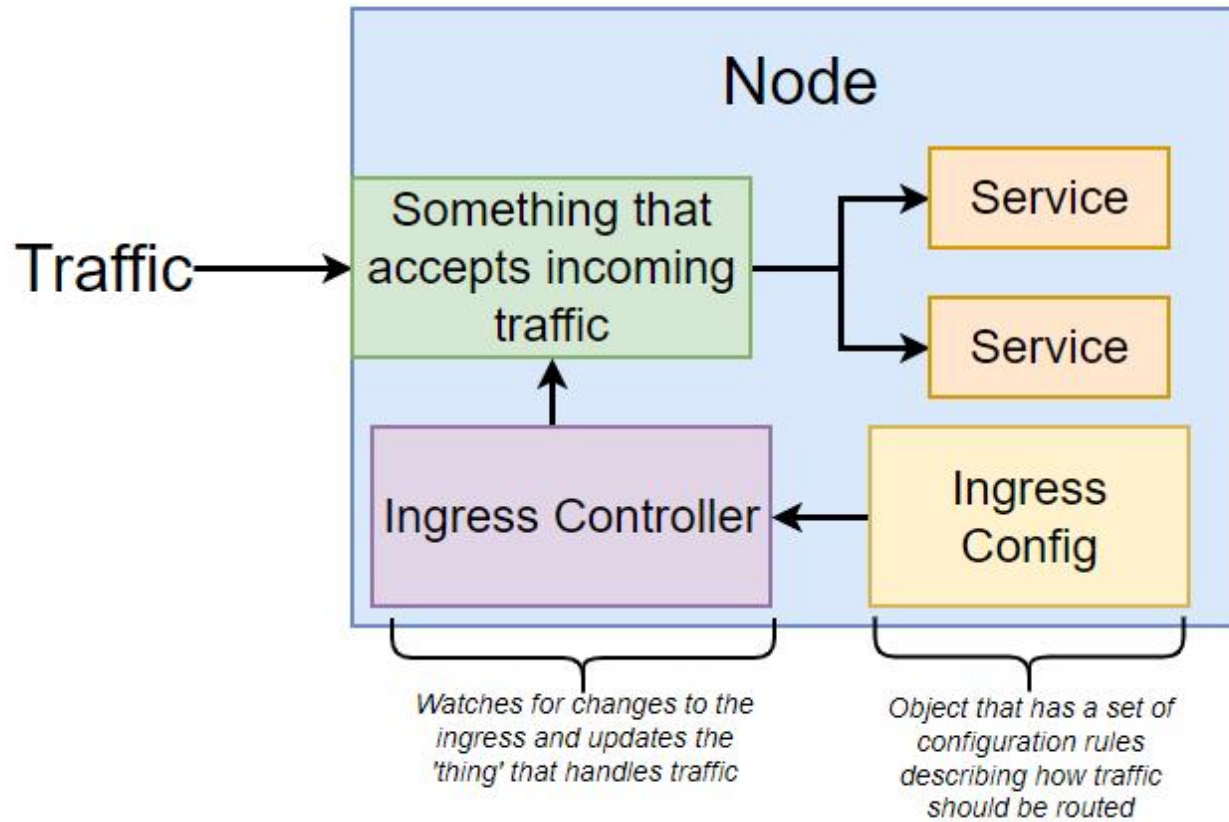 Node
Something that
accepts incoming
traffic
Service
Traffic
Service
Ingress Controller
Ingress
Config
Watches for changes to the
ingress and updates the
'thing' that handles traffic
Object that has a set of
configuration rules
describing how traffic
should be routed